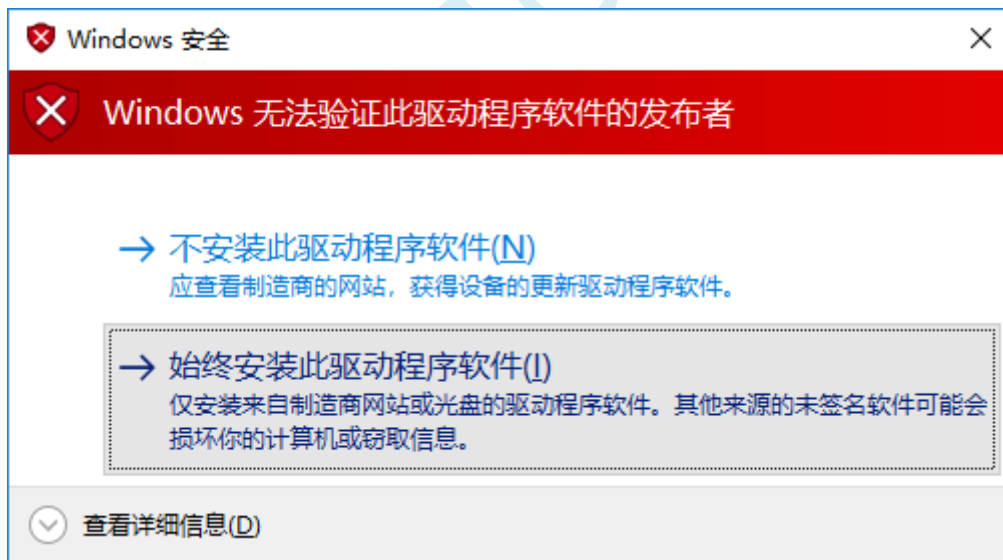 Windows 安全
Windows 无法验证此驱动程序软件的发布者
→ 不安装此驱动程序软件(N)
应查看制造商的网站，获得设备的更新驱动程序软件。
→ 始终安装此驱动程序软件(I)
仅安装来自制造商网站或光盘的驱动程序软件。其他来源的未签名软件可能会
损坏你的计算机或窃取信息。
查看详细信息(D)